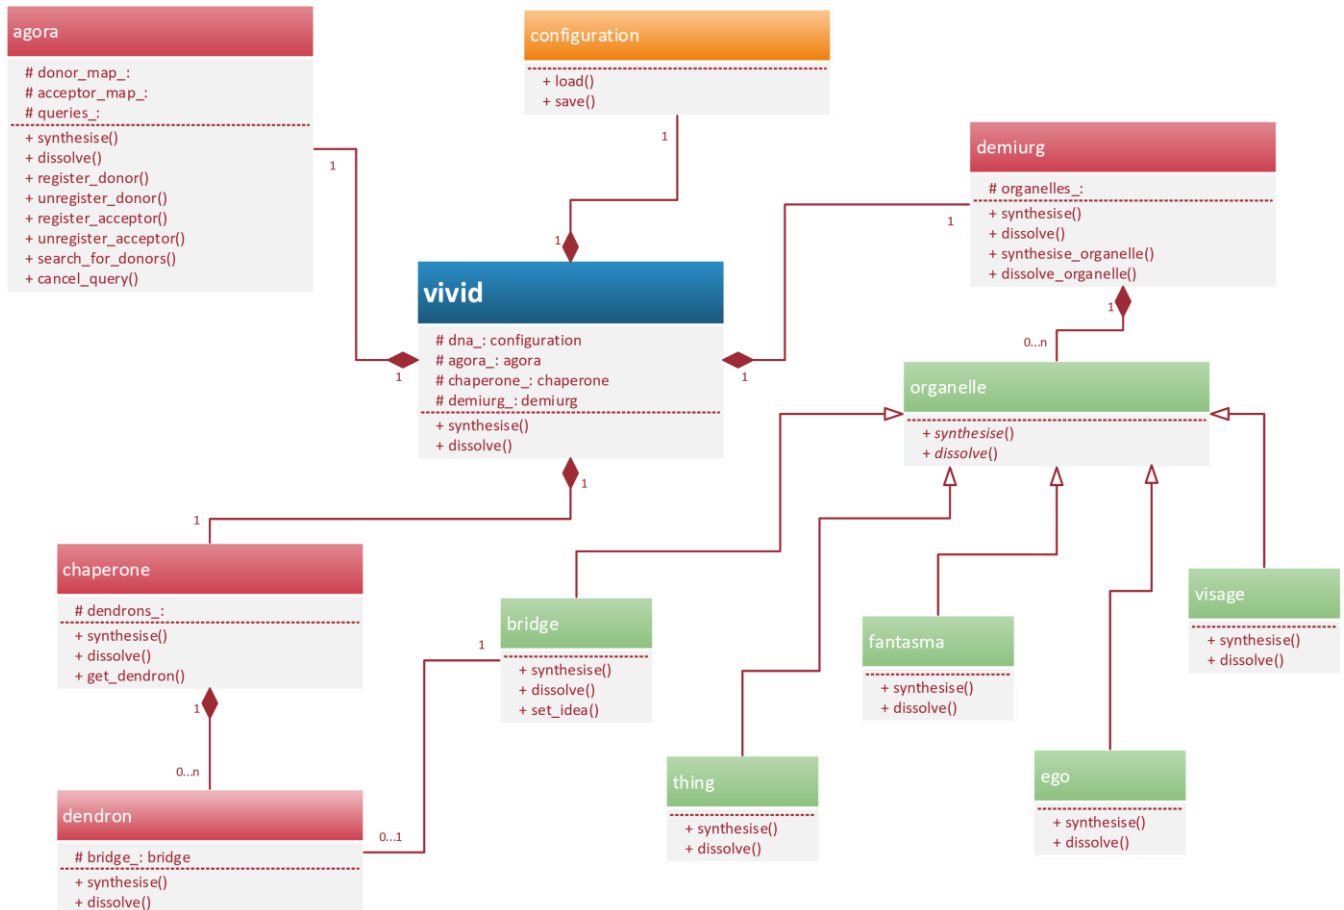 agora
# donor_map_:
# acceptor_map_:
# queries_:
+ synthesise()
+ dissolve()
+ register_donor()
+ unregister_donor()
+ register_acceptor()
+ unregister_acceptor()
+ search_for_donors()
+ cancel_query()
1
configuration
+ load()
+ save()
1
1
demiurg
# organelles_:
+ synthesise()
+ dissolve()
+ synthesise_organelle()
+ dissolve_organelle()
1
1
0...n
vivid
# dna_: configuration
# agora_: agora
# chaperone_: chaperone
# demiurg_: demiurg
+ synthesise()
+ dissolve()
1
1
1
1
organelle
+ synthesise()
+ dissolve()
chaperone
# dendrons_:
+ synthesise()
+ dissolve()
+ get_dendron()
1
0...n
bridge
+ synthesise()
+ dissolve()
+ set_idea()
1
0...1
dendron
# bridge_: bridge
+ synthesise()
+ dissolve()
thing
+ synthesise()
+ dissolve()
fantasma
+ synthesise()
+ dissolve()
ego
+ synthesise()
+ dissolve()
visage
+ synthesise()
+ dissolve()